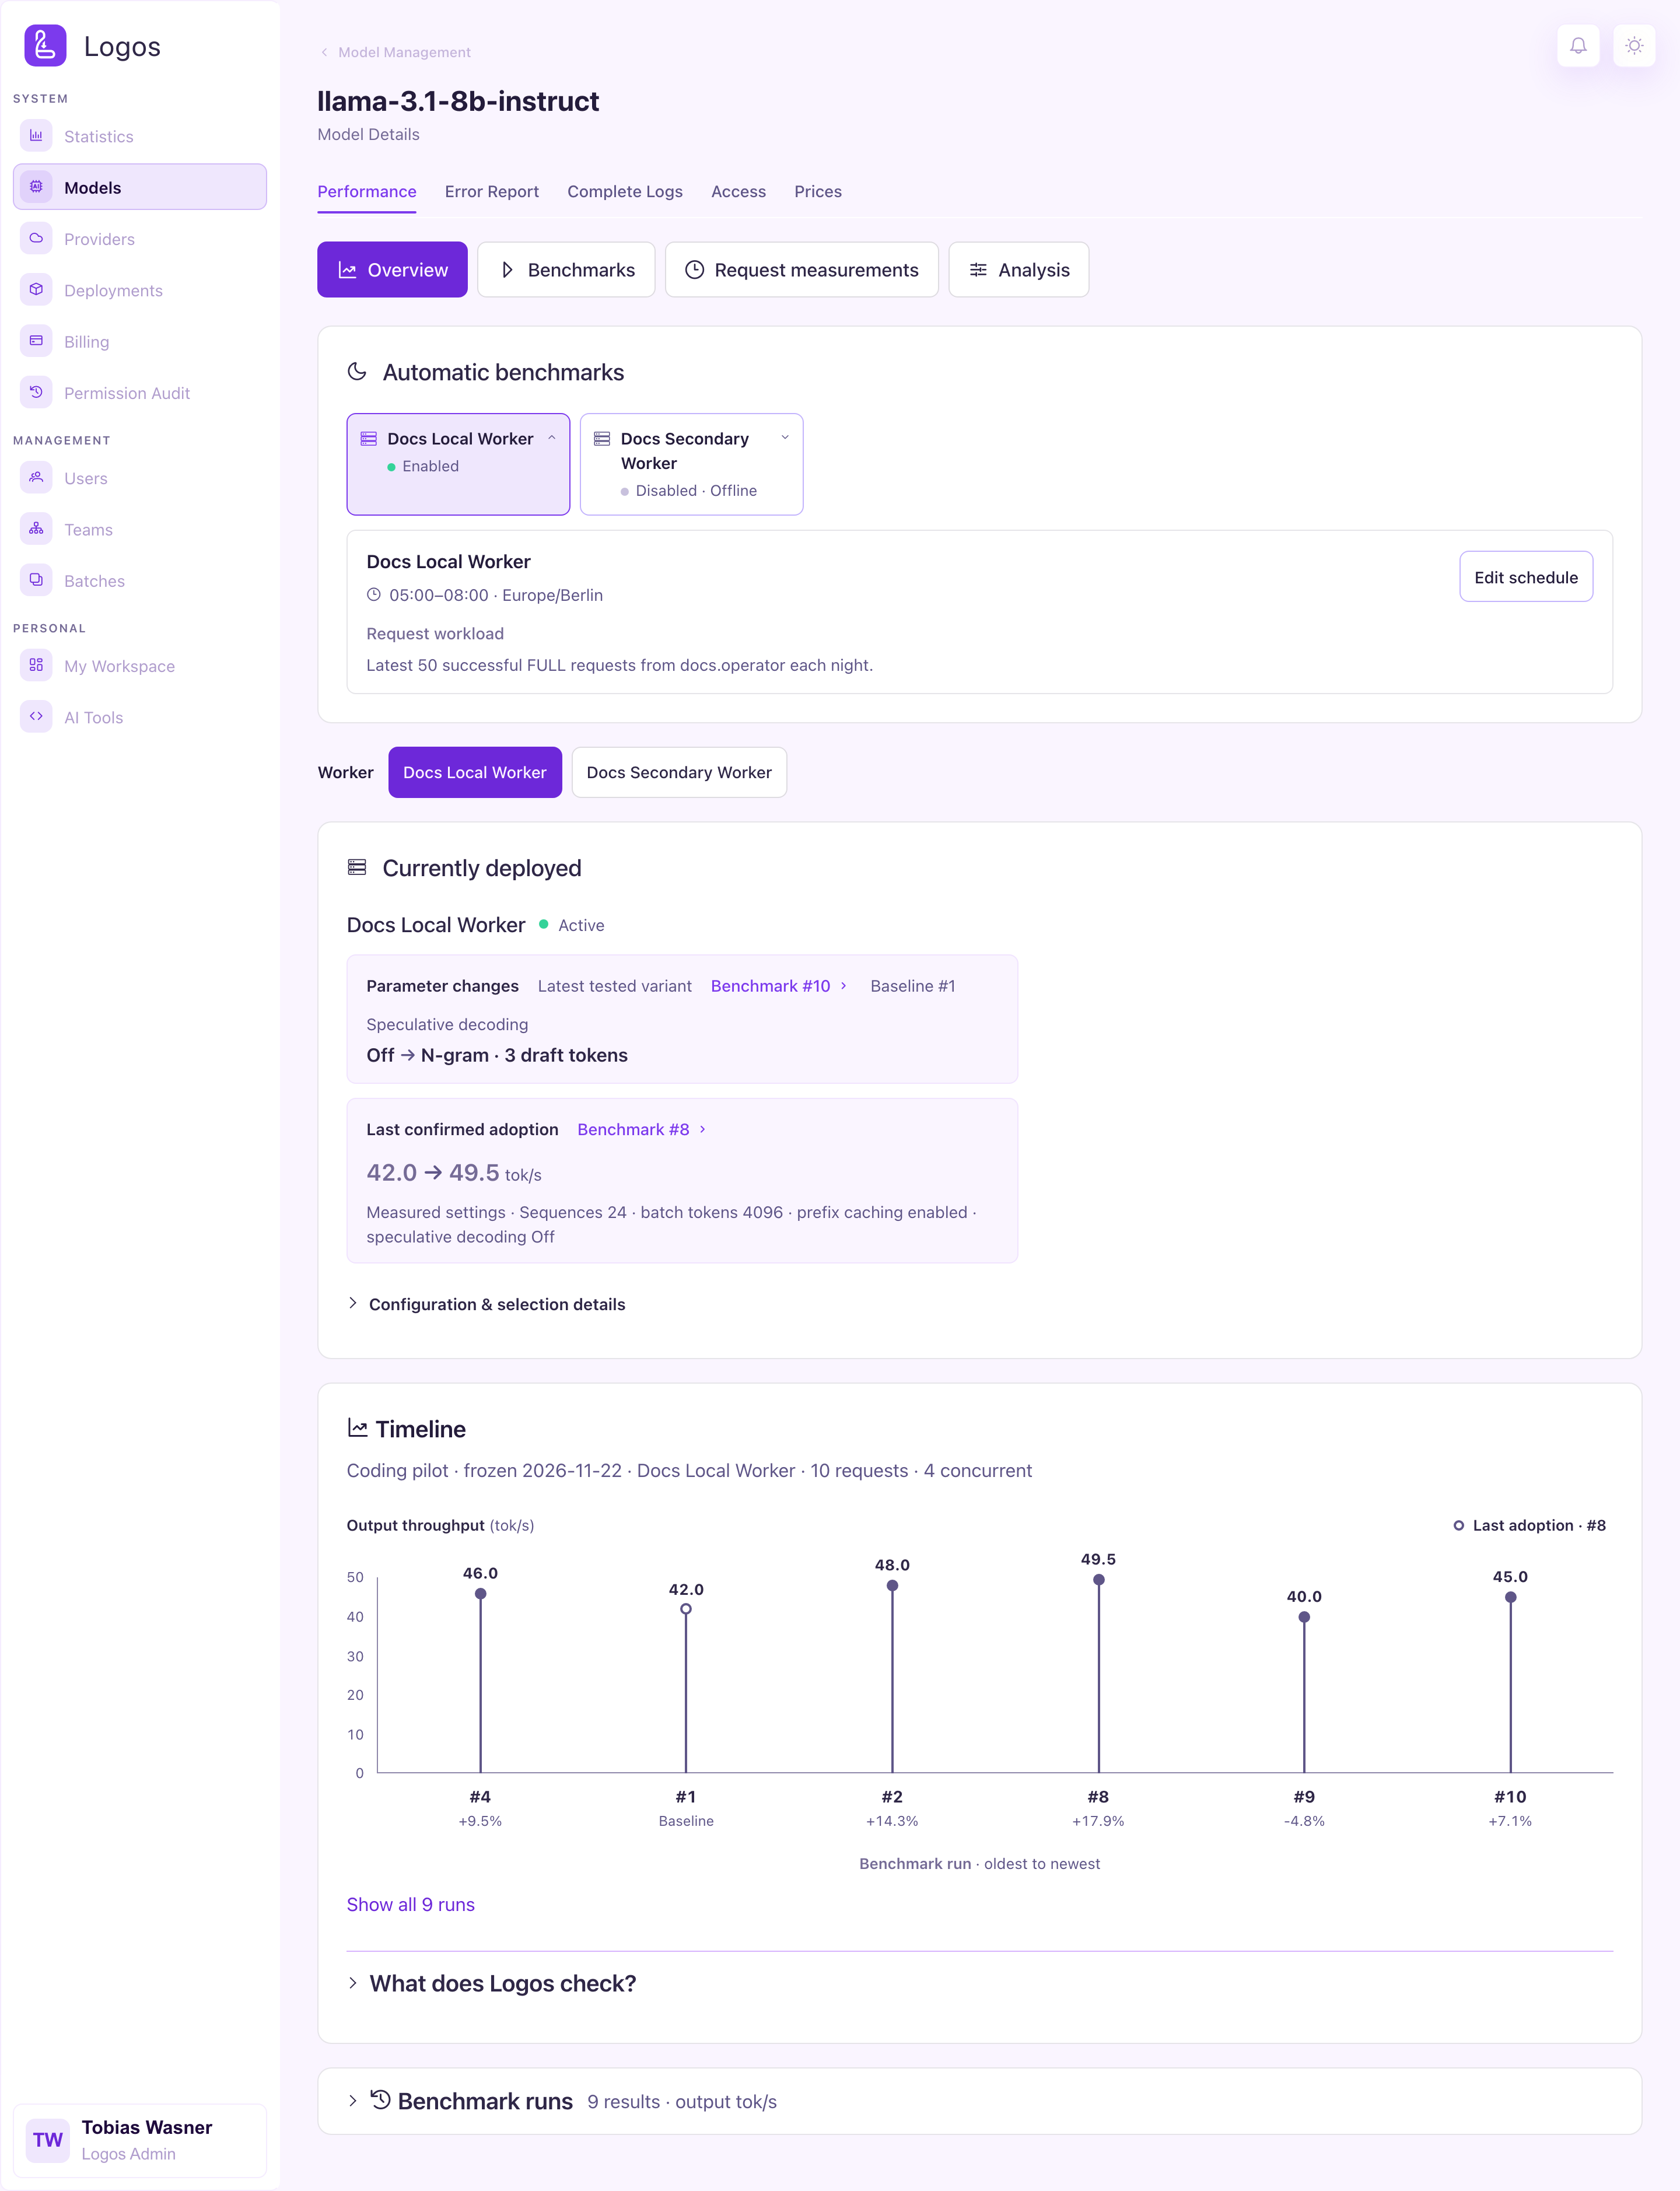 Logos
SYSTEM
Statistics
Models
Providers
Deployments
Billing
Permission Audit
MANAGEMENT
Users
Teams
Batches
PERSONAL
My Workspace
AI Tools
TW
Tobias Wasner
Logos Admin
Model Management
llama-3.1-8b-instruct
Model Details
Performance Error Report Complete Logs Access Prices
Overview Benchmarks Request measurements Analysis
Automatic benchmarks
Docs Local Worker
Enabled
Docs Secondary
Worker
Disabled · Offline
Docs Local Worker
05:00–08:00 · Europe/Berlin
Edit schedule
Request workload
Latest 50 successful FULL requests from docs.operator each night.
Worker Docs Local Worker Docs Secondary Worker
Currently deployed
Docs Local Worker Active
Parameter changes Latest tested variant Benchmark #10 Baseline #1
Speculative decoding
Off → N-gram · 3 draft tokens
Last confirmed adoption Benchmark #8
42.0 → 49.5 tok/s
Measured settings · Sequences 24 · batch tokens 4096 · prefix caching enabled ·
speculative decoding Off
Configuration & selection details
Timeline
Coding pilot · frozen 2026-11-22 · Docs Local Worker · 10 requests · 4 concurrent
Output throughput (tok/s) Last adoption · #8
50
40
30
20
10
0
46.0 42.0 48.0 49.5 40.0 45.0
#4 #1 #2 #8 #9 #10
+9.5% Baseline +14.3% +17.9% -4.8% +7.1%
Benchmark run · oldest to newest
Show all 9 runs
What does Logos check?
Benchmark runs 9 results · output tok/s